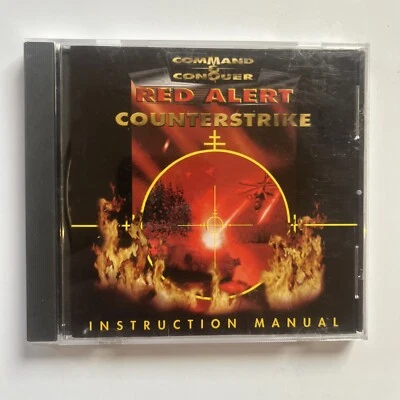 COMMAND
&
CONQUER
RED ALERT
COUNTERSTRIKE
INSTRUCTION MANUAL